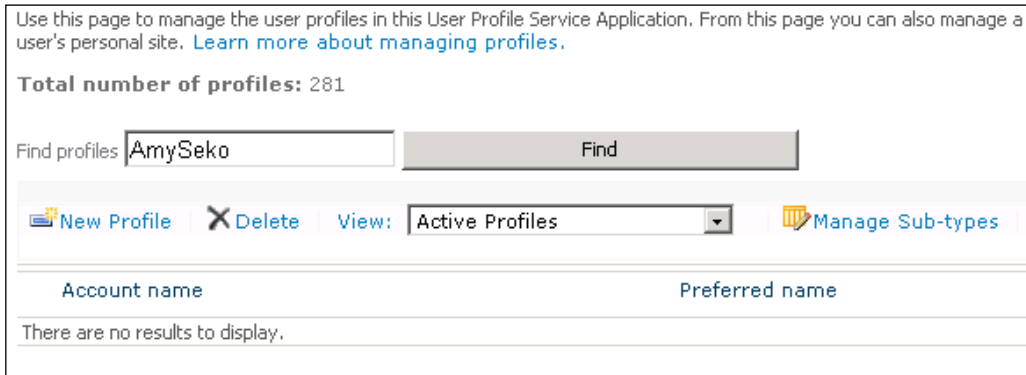 Use this page to manage the user profiles in this User Profile Service Application. From this page you can also manage a
user's personal site. Learn more about managing profiles.
Total number of profiles: 281
Find profiles AmySeko Find
New Profile Delete View: Active Profiles Manage Sub-types
Account name Preferred name
There are no results to display.